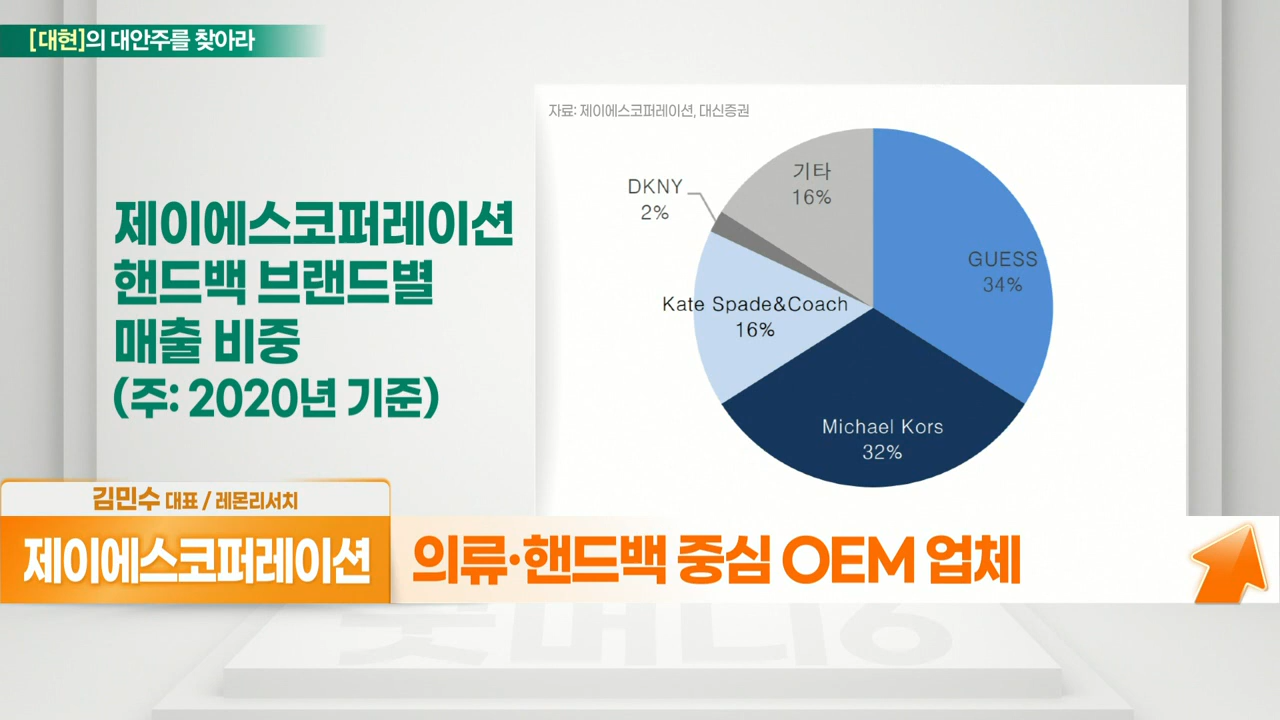 [대현]의 대안주를 찾아라
자료: 제이에스코퍼레이션, 대신증권
제이에스코퍼레이션
핸드백 브랜드별
매출 비중
(주: 2020년 기준)
기타
16%
DKNY
2%
GUESS
34%
Kate Spade&Coach
16%
Michael Kors
32%
김민수 대표 / 레몬리서치
제이에스코퍼레이션
의류·핸드백 중심 OEM 업체